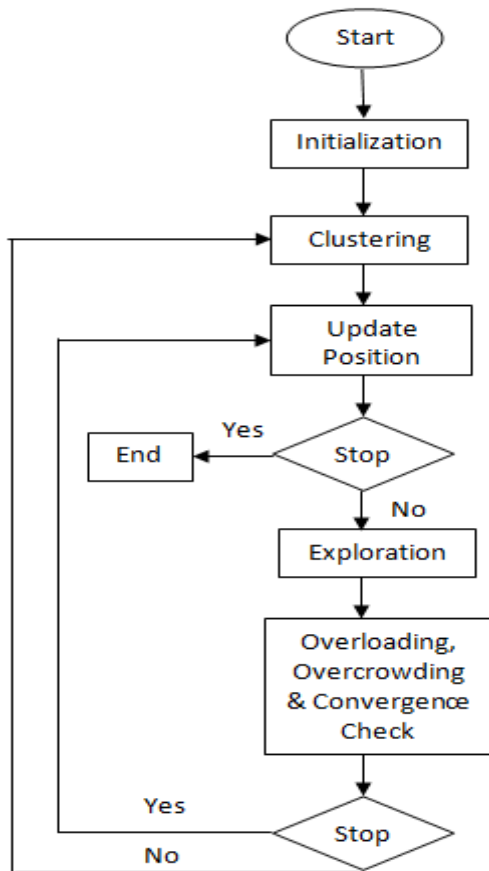 Start
Initialization
Clustering
Update
Position
Yes
End
Stop
No
Exploration
Overloading,
Overcrowding
& Convergence
Check
Yes
Stop
No